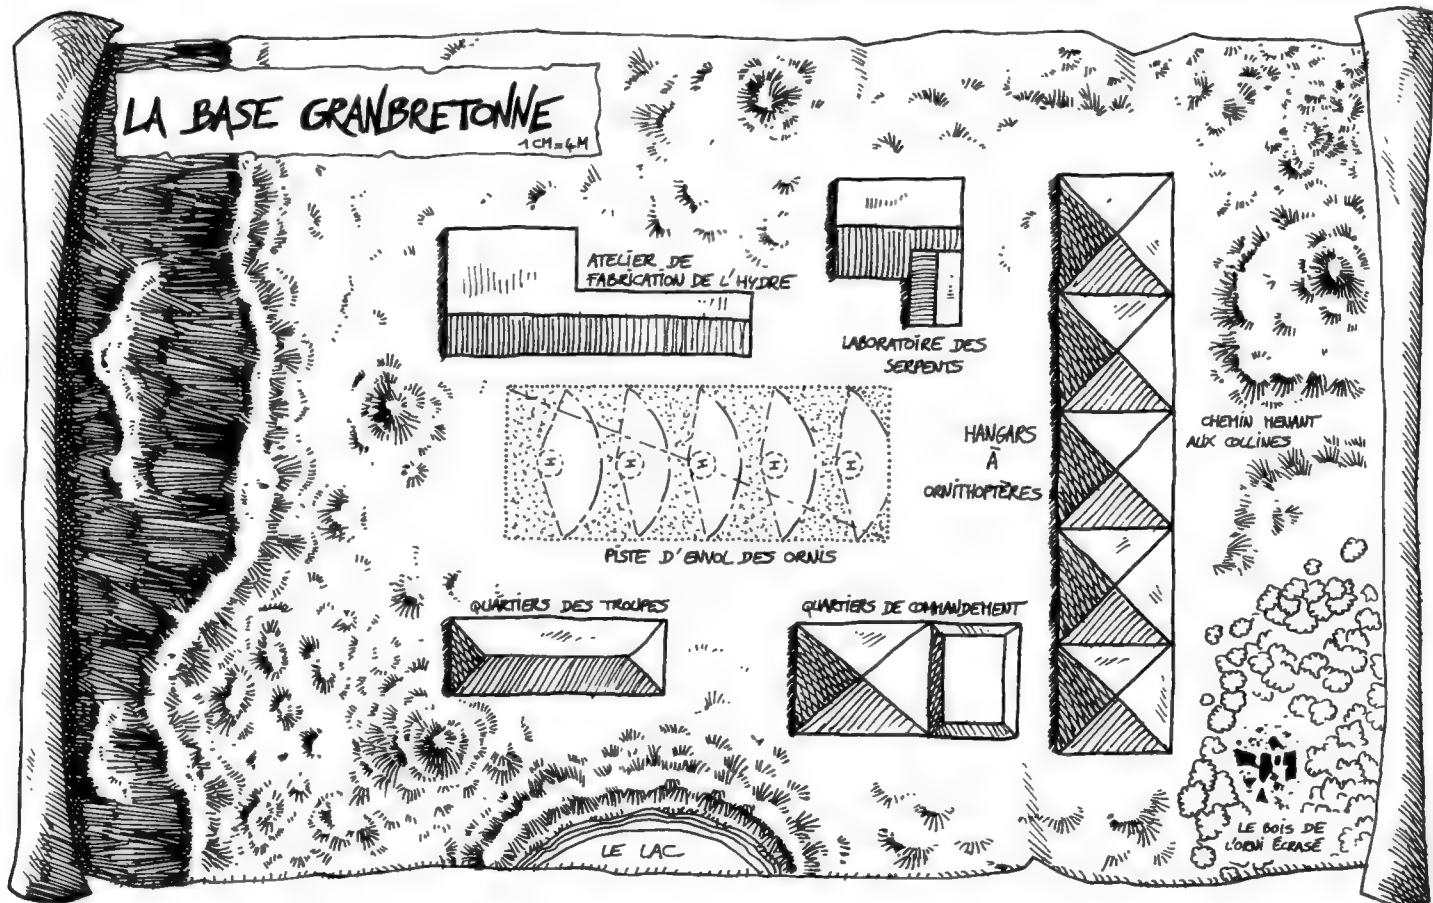 LA BASE GRANBRETONNE
1 CM = 4 M
ATELIER DE
FABRICATION DE L'HYDRE
LABORATOIRE DES
SERPENTS
HANGARS
À
ORNITHOPTÈRES
CHEMIN MENANT
AUX COLLINES
H H H H H
PISTE D'ENVOL DES ORNIS
QUARTIERS DES TROUPES
QUARTIERS DE COMMANDEMENT
LE LAC
LE BOIS DE
L'ORNI ÉCRASÉ